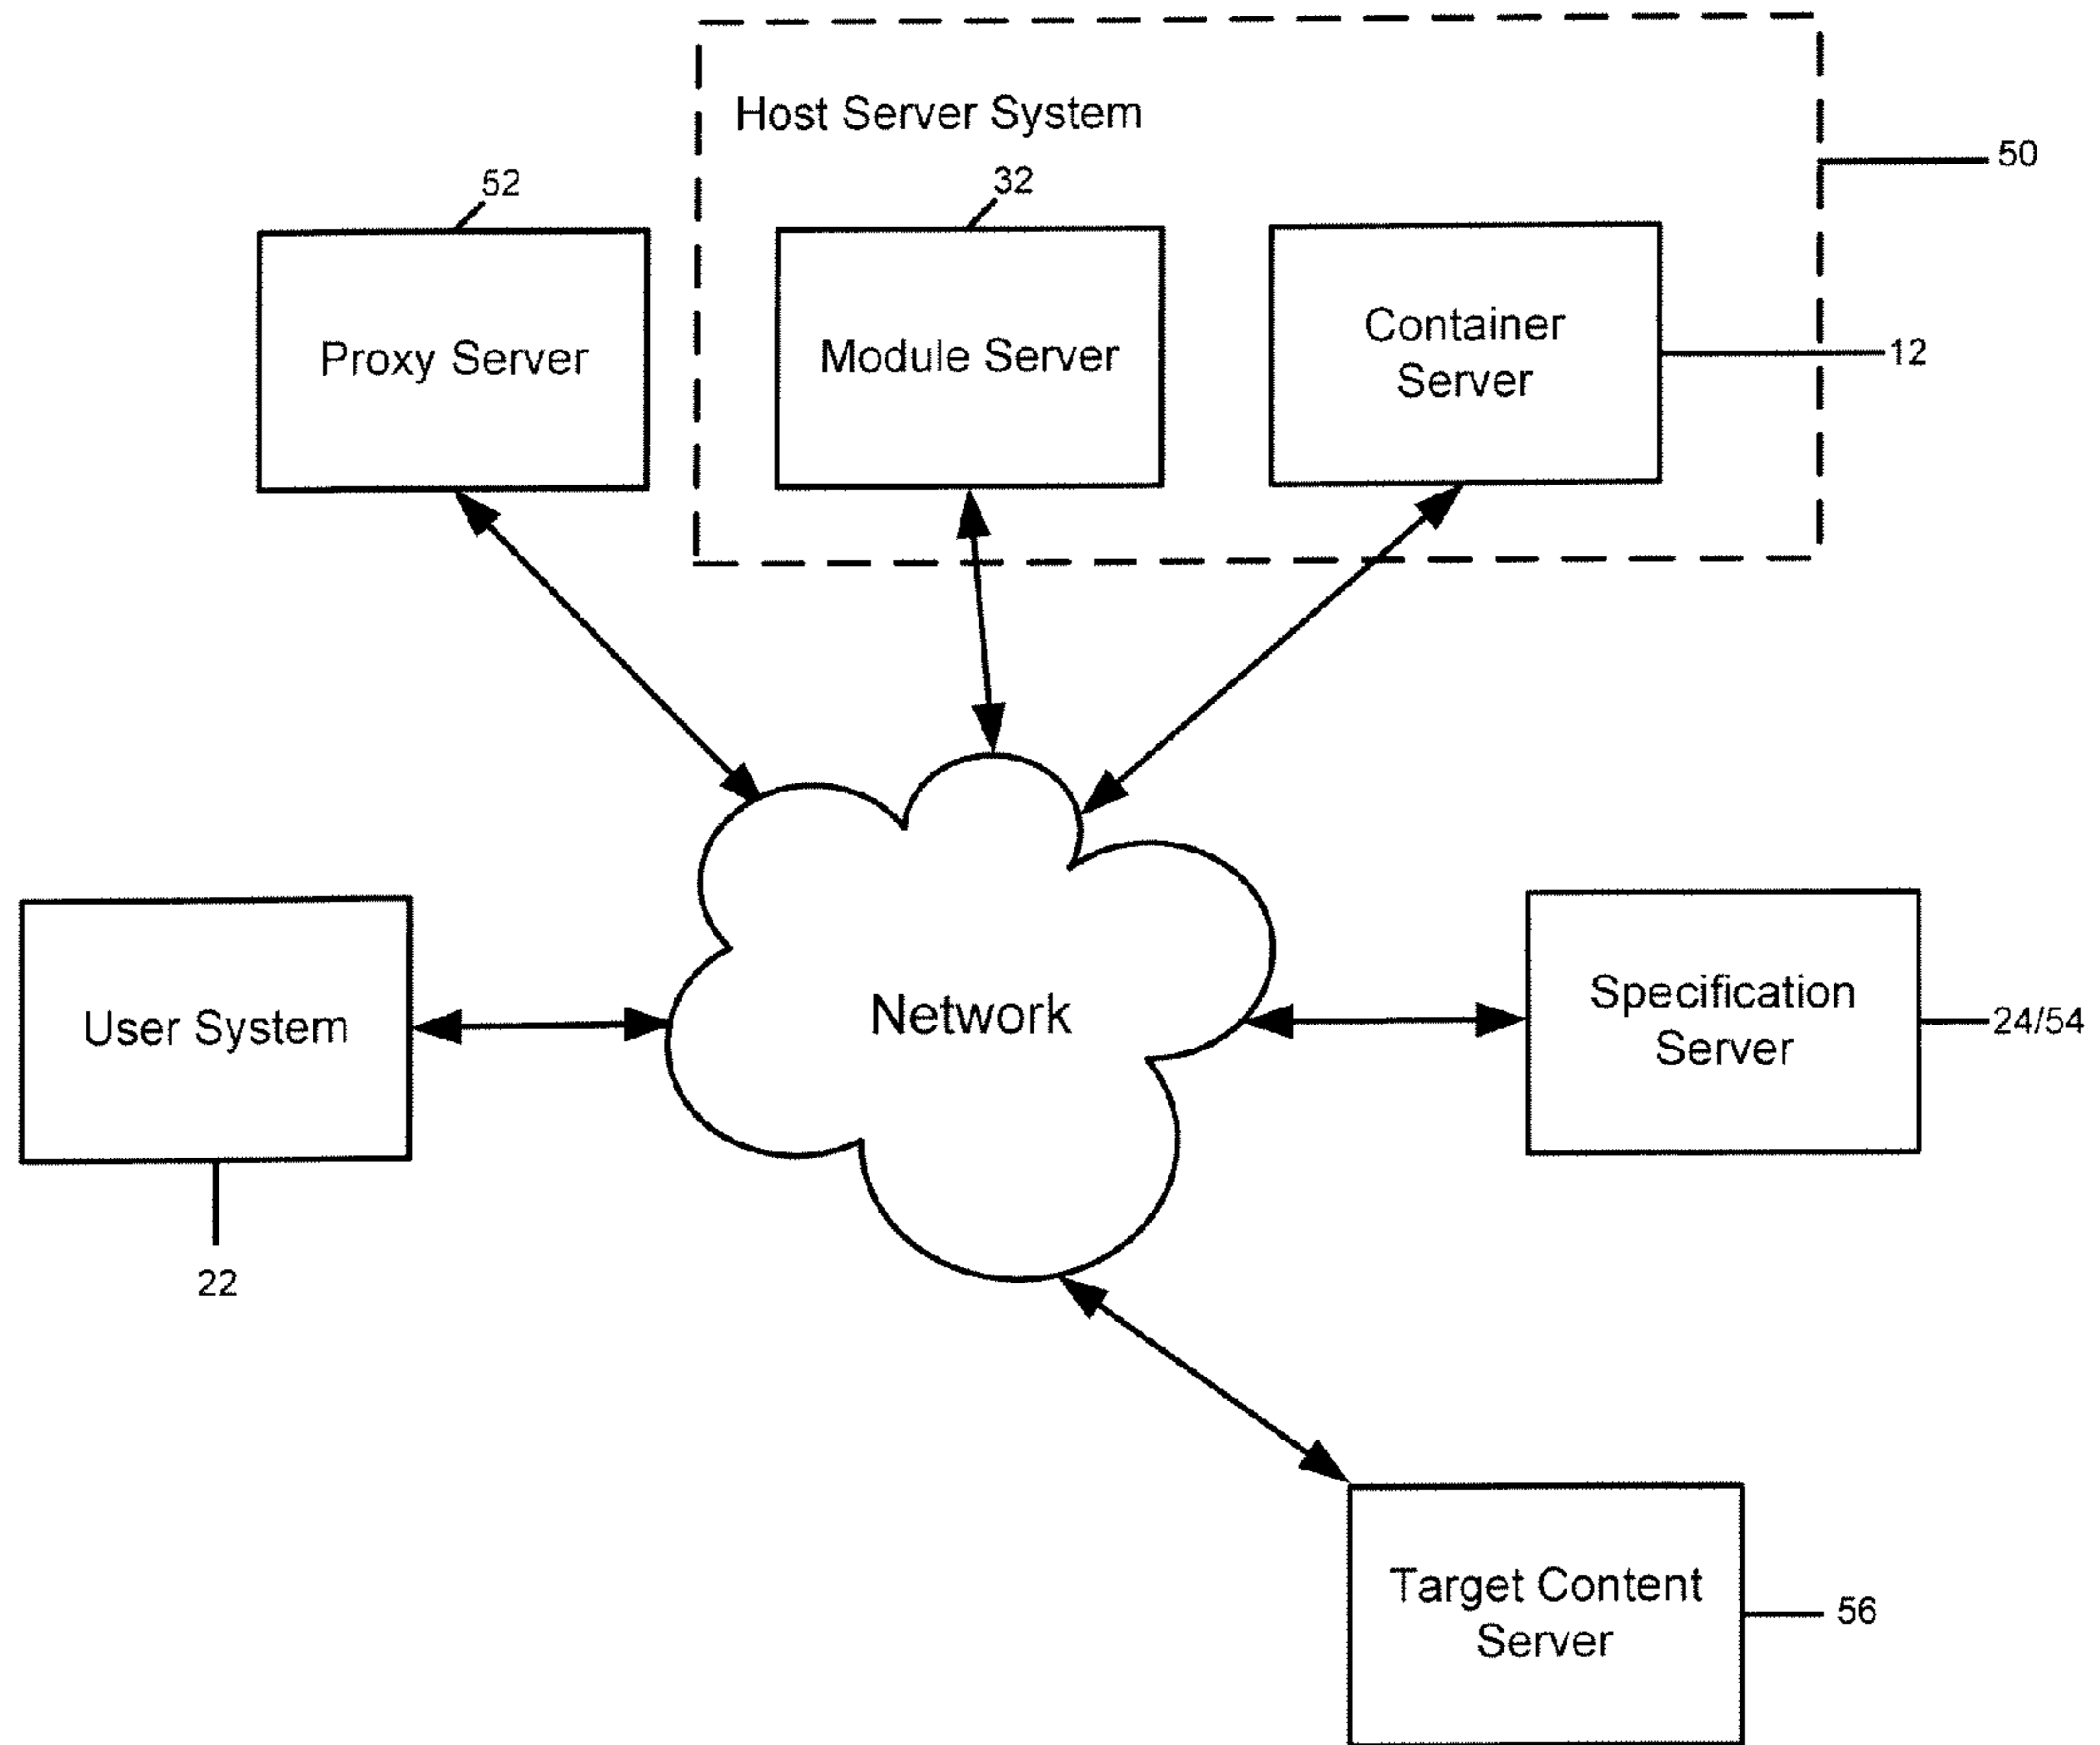 Host Server System
50
52
32
Proxy Server
Module Server
Container
Server
12
User System
Network
Specification
Server
24/54
22
Target Content
Server
56